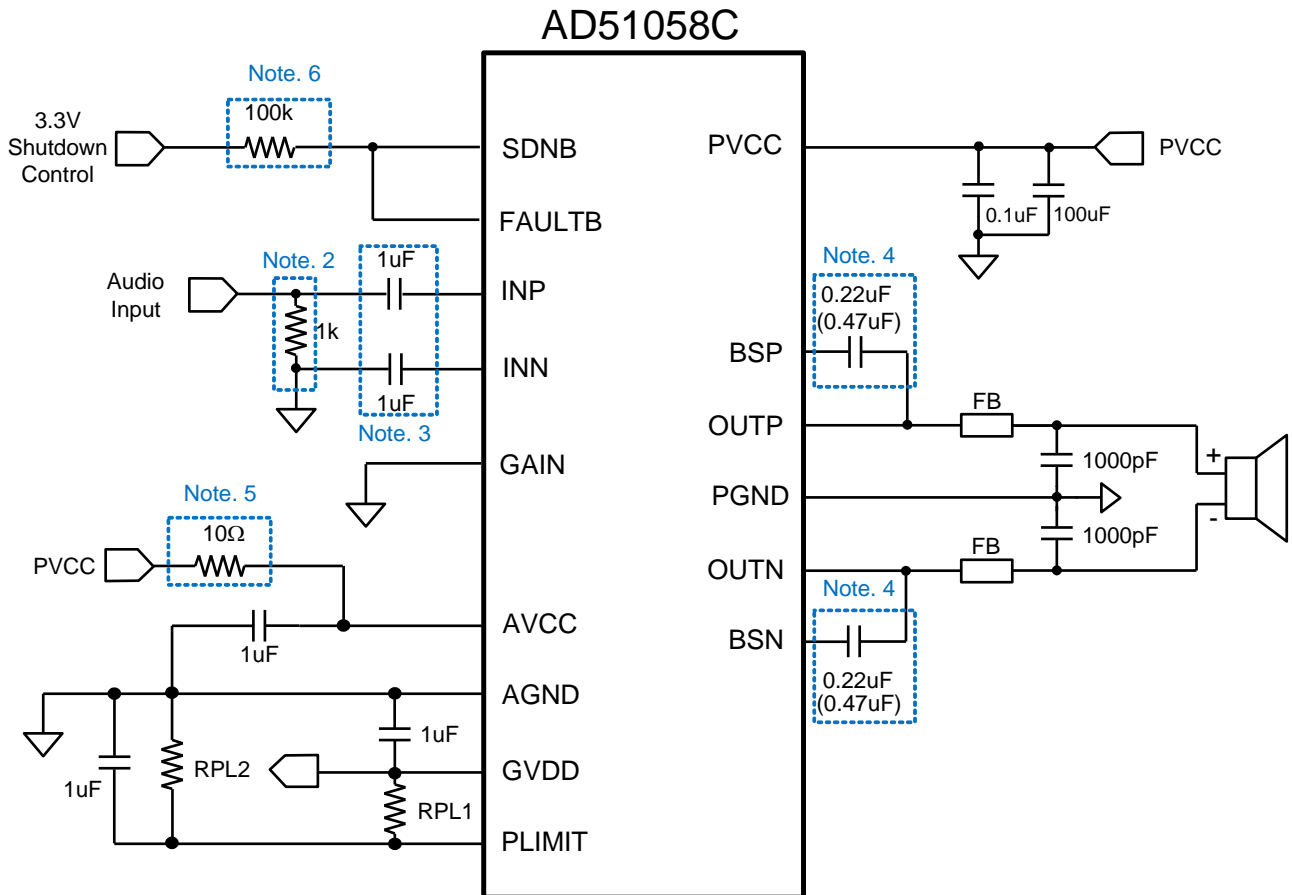 AD51058C
Note. 6
100k
3.3V
Shutdown
Control
SDNB
FAULTB
Note. 2
1uF
Audio
Input
1k
INP
INN
1uF
Note. 3
GAIN
Note. 5
10Ω
PVCC
AVCC
1uF
AGND
1uF
RPL2
1uF
GVDD
RPL1
PLIMIT
PVCC
PVCC
0.1uF
100uF
Note. 4
0.22uF
(0.47uF)
BSP
FB
OUTP
1000pF
+
PGND
-
1000pF
FB
OUTN
Note. 4
BSN
0.22uF
(0.47uF)